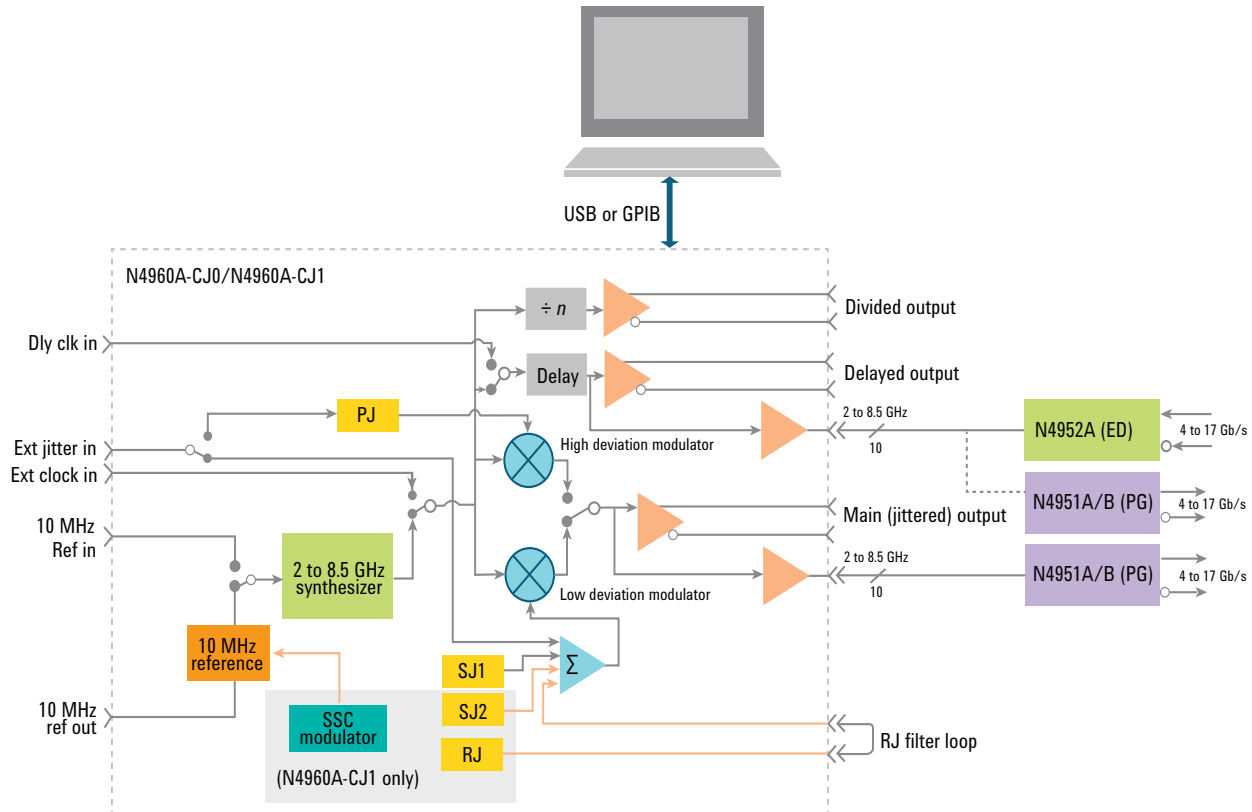 USB or GPIB
N4960A-CJ0/N4960A-CJ1
÷ n
Divided output
Dly clk in
Delay
Delayed output
PJ
2 to 8.5 GHz
10
N4952A (ED)
4 to 17 Gb/s
High deviation modulator
Ext jitter in
Ext clock in
N4951A/B (PG)
4 to 17 Gb/s
10 MHz
Ref in
Main (jittered) output
2 to 8.5 GHz
synthesizer
2 to 8.5 GHz
10
N4951A/B (PG)
4 to 17 Gb/s
Low deviation modulator
10 MHz
reference
Σ
SJ1
SJ2
10 MHz
ref out
SSC
modulator
RJ
RJ filter loop
(N4960A-CJ1 only)